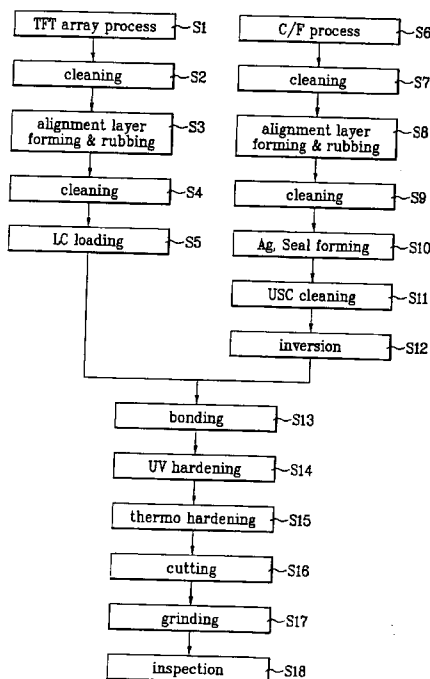 TFT array process
S1
cleaning
S2
alignment layer
forming & rubbing
S3
cleaning
S4
LC loading
S5
C/F process
S6
cleaning
S7
alignment layer
forming & rubbing
S8
cleaning
S9
Ag, Seal forming
S10
USC cleaning
S11
inversion
S12
bonding
S13
UV hardening
S14
thermo hardening
S15
cutting
S16
grinding
S17
inspection
S18